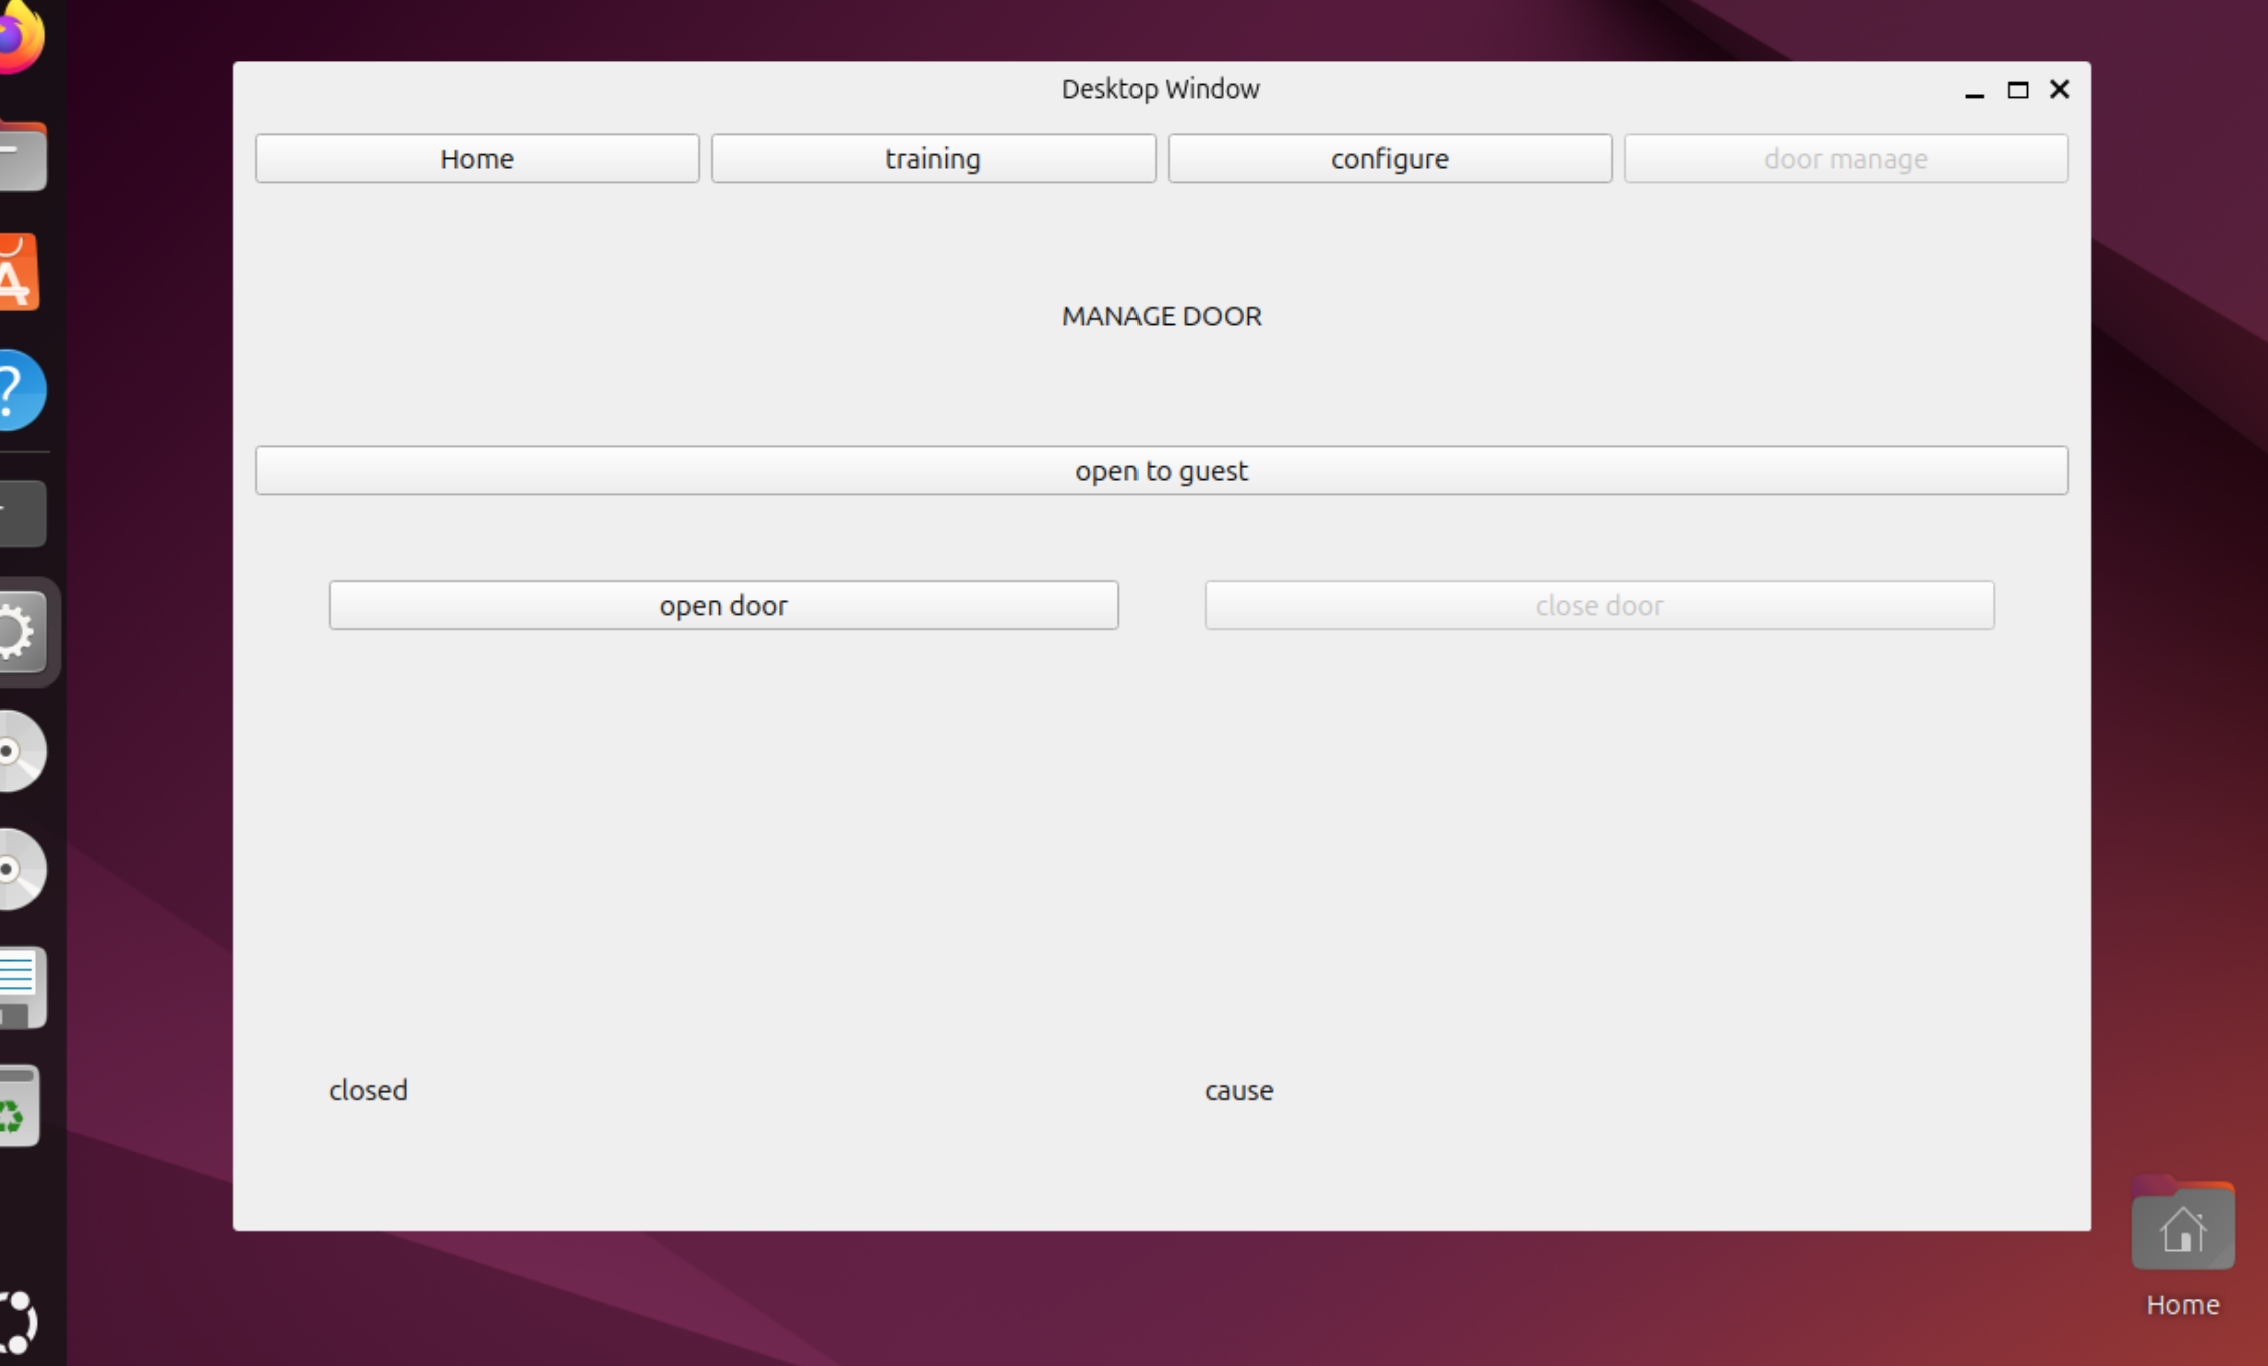 Desktop Window
Home
training
configure
door manage
MANAGE DOOR
open to guest
open door
close door
closed
cause
Home